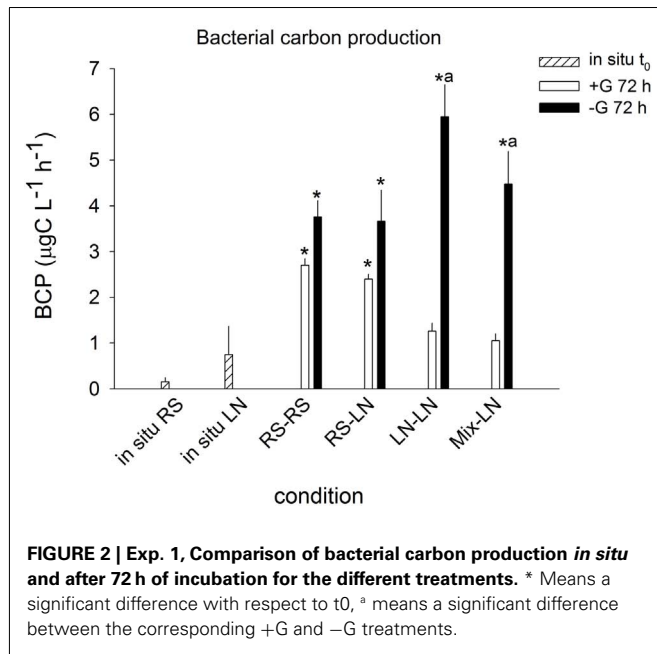 Bacterial carbon production
in situ t₀
+G 72 h
-G 72 h
BCP (µgC L⁻¹ h⁻¹)
7
6
5
4
3
2
1
0
* * * * *a *a
in situ RS
in situ LN
RS-RS
RS-LN
LN-LN
Mix-LN
condition
FIGURE 2 | Exp. 1, Comparison of bacterial carbon production in situ
and after 72 h of incubation for the different treatments. * Means a
significant difference with respect to t0, ᵃ means a significant difference
between the corresponding +G and −G treatments.